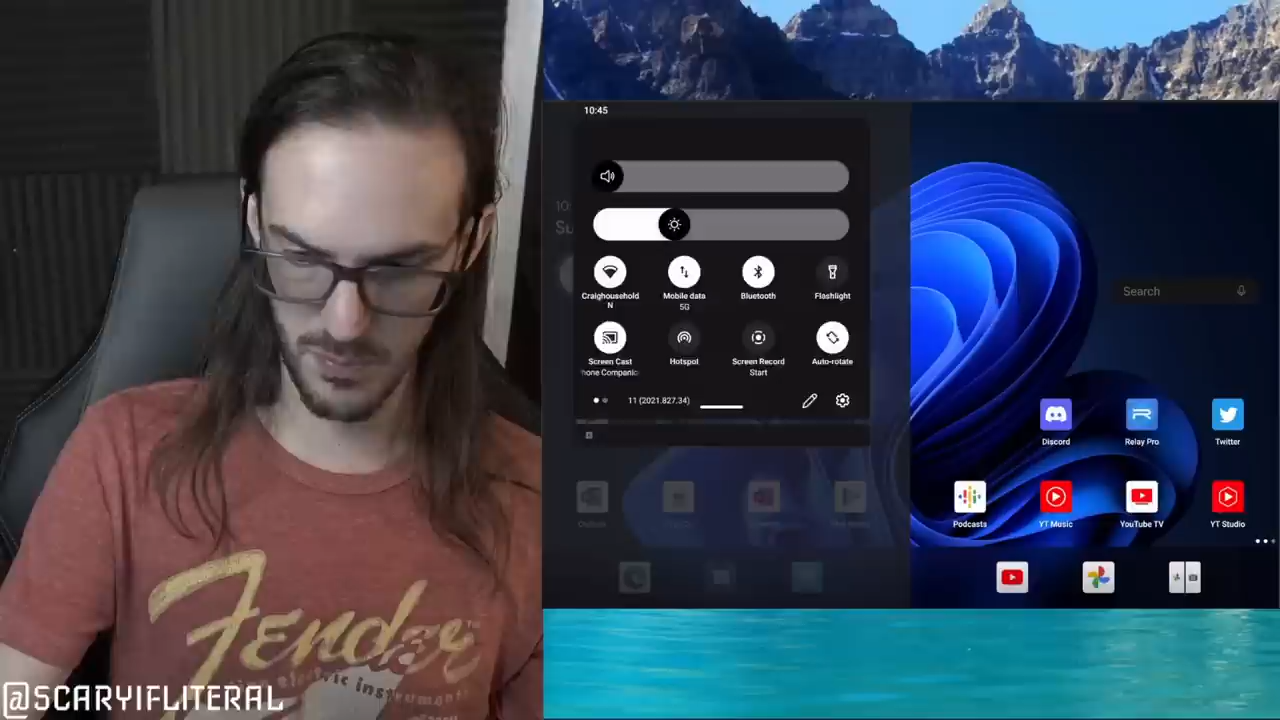 10:45
10:
Su
Craighousehold
N
Mobile data
5G
Bluetooth
Flashlight
Screen Cast
hone Companio
Hotspot
Screen Record
Start
Auto-rotate
11 (2021.827.34)
Search
Discord
Relay Pro
Twitter
Podcasts
YT Music
YouTube TV
YT Studio
Fender
electric instruments
@SCARYIFLITERAL